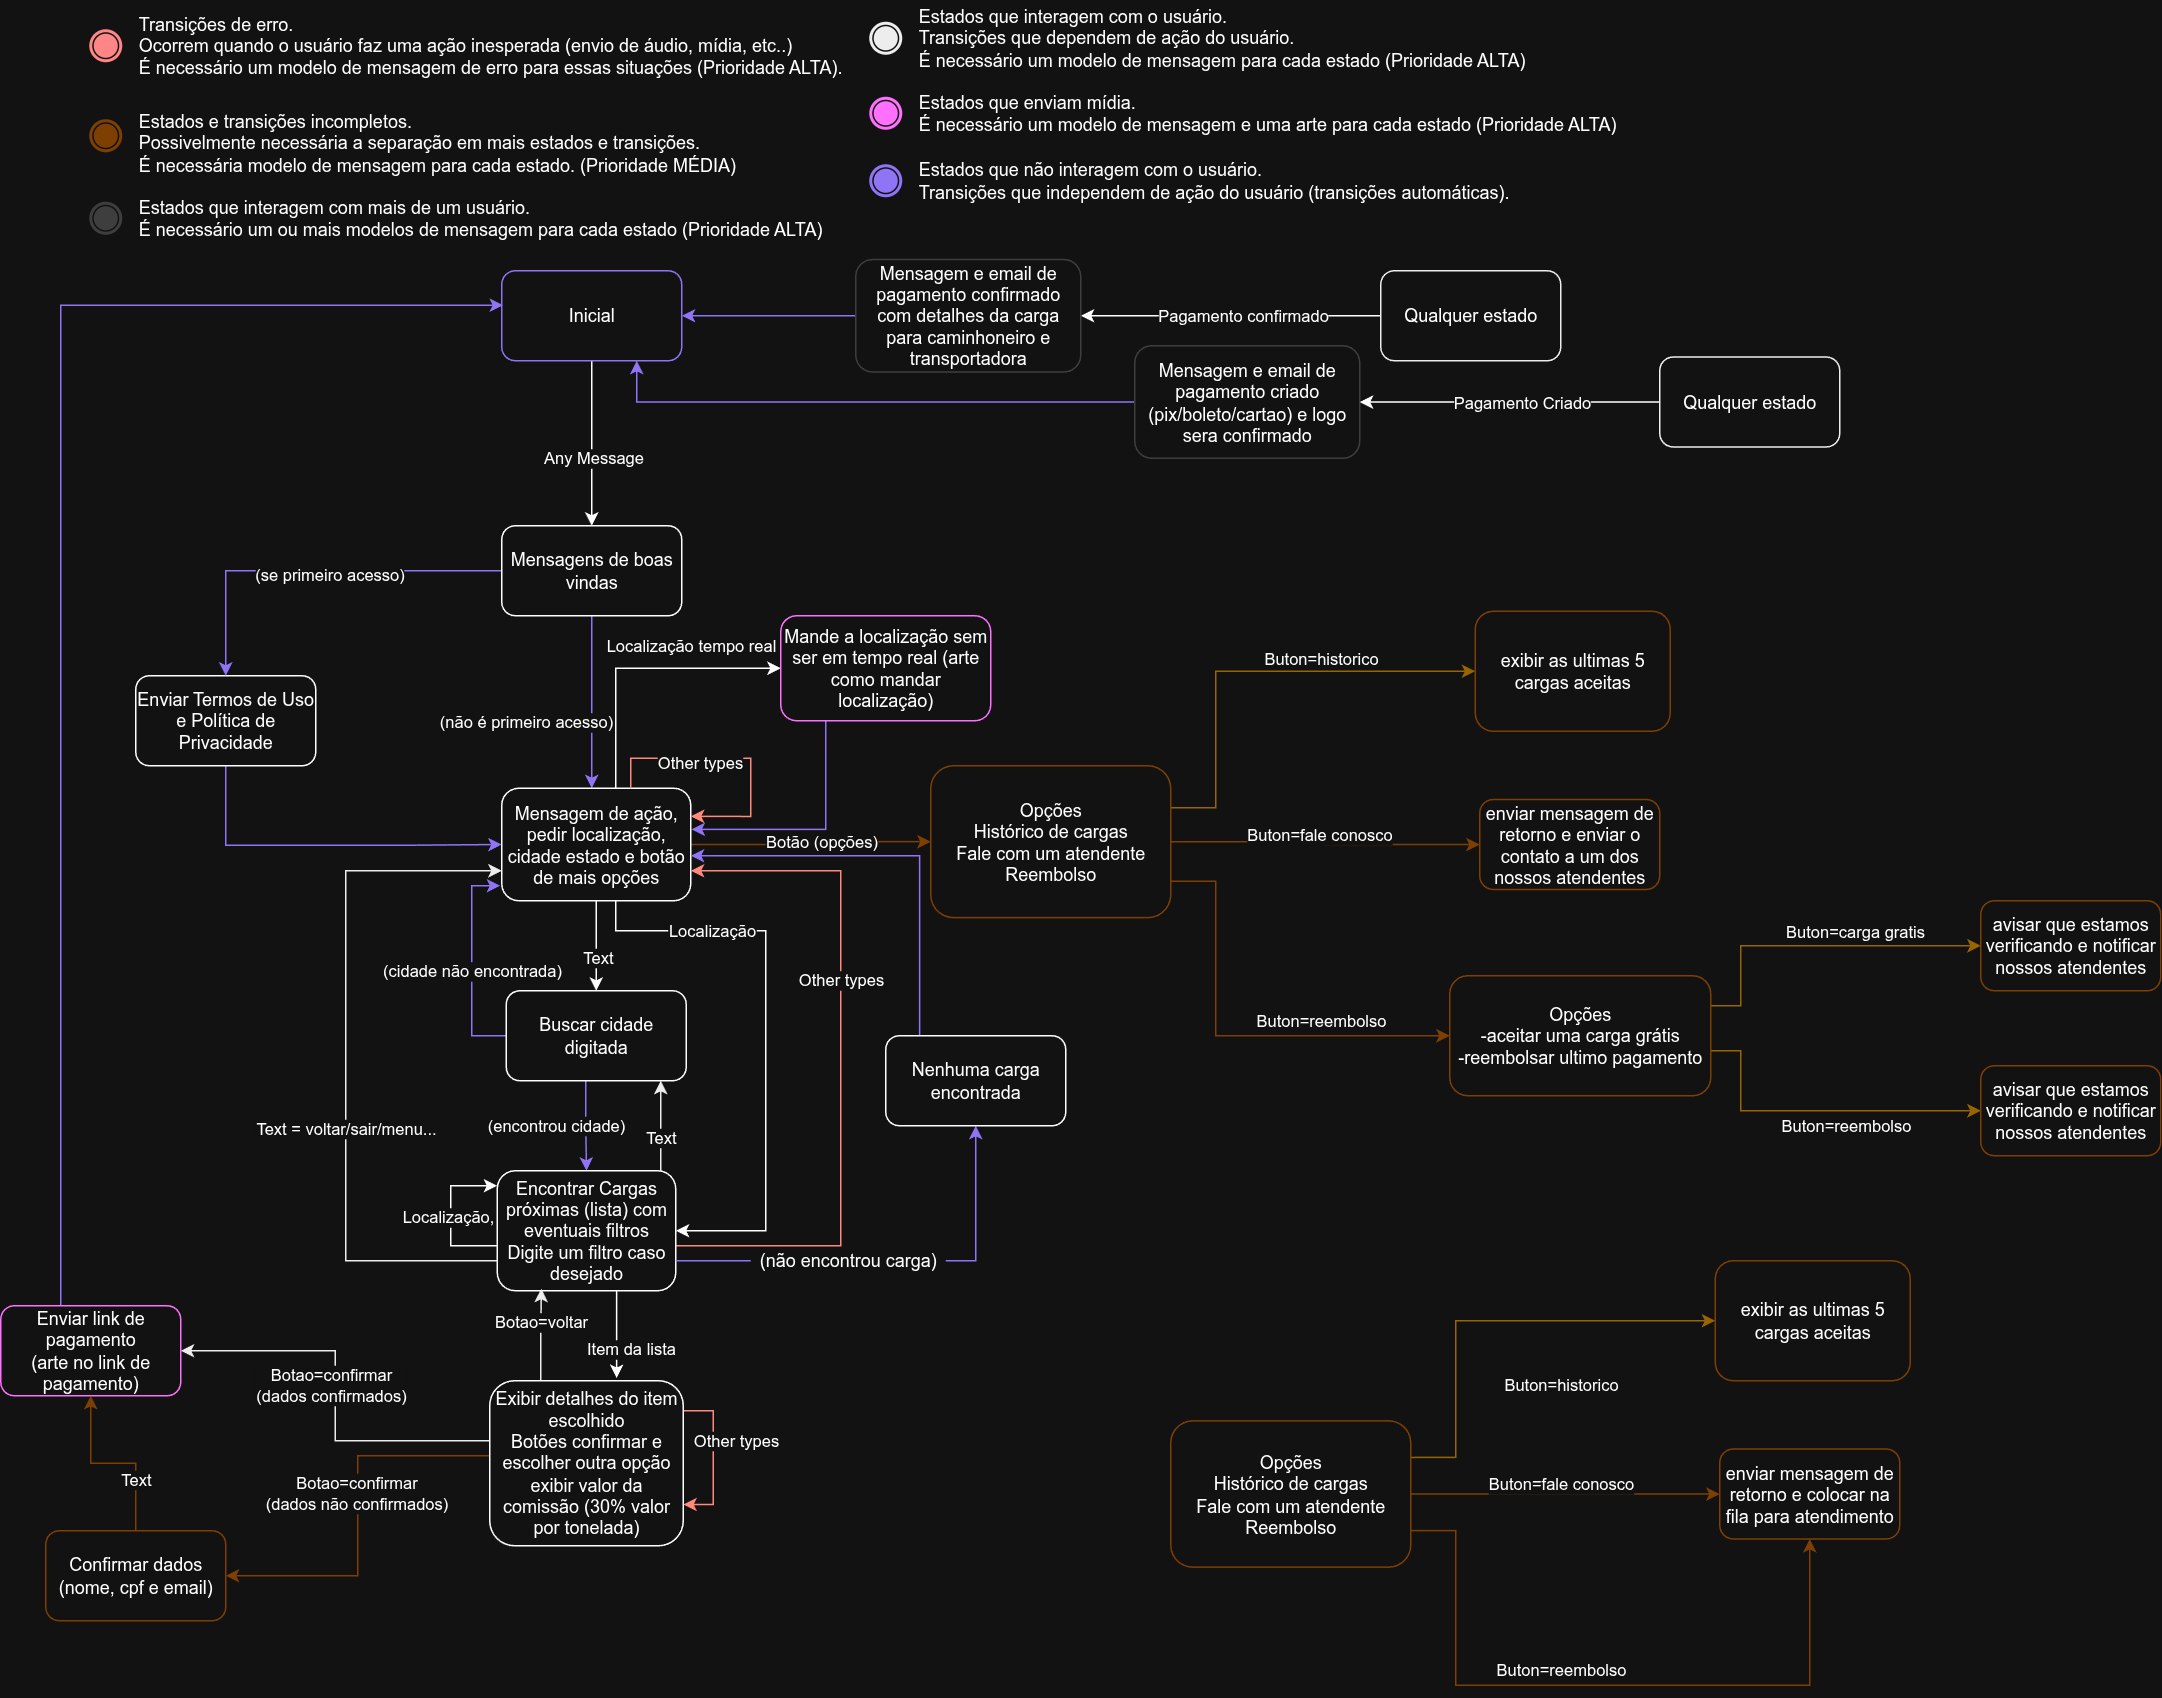 Transições de erro.
Ocorrem quando o usuário faz uma ação inesperada (envio de áudio, mídia, etc..)
É necessário um modelo de mensagem de erro para essas situações (Prioridade ALTA).
Estados e transições incompletos.
Possivelmente necessária a separação em mais estados e transições.
É necessária modelo de mensagem para cada estado. (Prioridade MÉDIA)
Estados que interagem com mais de um usuário.
É necessário um ou mais modelos de mensagem para cada estado (Prioridade ALTA)
Estados que interagem com o usuário.
Transições que dependem de ação do usuário.
É necessário um modelo de mensagem para cada estado (Prioridade ALTA)
Estados que enviam mídia.
É necessário um modelo de mensagem e uma arte para cada estado (Prioridade ALTA)
Estados que não interagem com o usuário.
Transições que independem de ação do usuário (transições automáticas).
Inicial
Mensagem e email de
pagamento confirmado
com detalhes da carga
para caminhoneiro e
transportadora
Pagamento confirmado
Qualquer estado
Mensagem e email de
pagamento criado
(pix/boleto/cartao) e logo
sera confirmado
Pagamento Criado
Qualquer estado
Any Message
Mensagens de boas
vindas
(se primeiro acesso)
Enviar Termos de Uso
e Política de
Privacidade
(não é primeiro acesso)
Localização tempo real
Mande a localização sem
ser em tempo real (arte
como mandar
localização)
Other types
Mensagem de ação,
pedir localização,
cidade estado e botão
de mais opções
Botão (opções)
Opções
Histórico de cargas
Fale com um atendente
Reembolso
Buton=historico
exibir as ultimas 5
cargas aceitas
Buton=fale conosco
enviar mensagem de
retorno e enviar o
contato a um dos
nossos atendentes
Buton=reembolso
Opções
-aceitar uma carga grátis
-reembolsar ultimo pagamento
Buton=carga gratis
avisar que estamos
verificando e notificar
nossos atendentes
Buton=reembolso
avisar que estamos
verificando e notificar
nossos atendentes
Localização
Text
(cidade não encontrada)
Other types
Buscar cidade
digitada
Nenhuma carga
encontrada
Text = voltar/sair/menu...
(encontrou cidade)
Text
Localização,
Encontrar Cargas
próximas (lista) com
eventuais filtros
Digite um filtro caso
desejado
(não encontrou carga)
Botao=voltar
Item da lista
Enviar link de
pagamento
(arte no link de
pagamento)
Botao=confirmar
(dados confirmados)
Exibir detalhes do item
escolhido
Botões confirmar e
escolher outra opção
exibir valor da
comissão (30% valor
por tonelada)
Other types
Text
Botao=confirmar
(dados não confirmados)
Confirmar dados
(nome, cpf e email)
Opções
Histórico de cargas
Fale com um atendente
Reembolso
Buton=historico
exibir as ultimas 5
cargas aceitas
Buton=fale conosco
enviar mensagem de
retorno e colocar na
fila para atendimento
Buton=reembolso